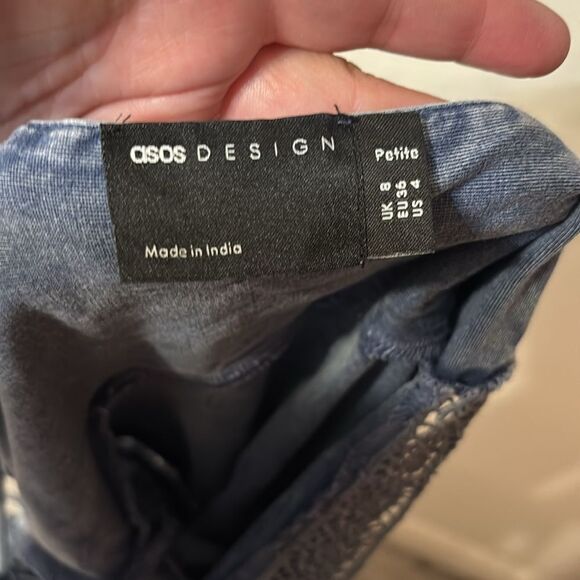 asos DESIGN
Made in India
Petite
UK 8
EU 36
US 4